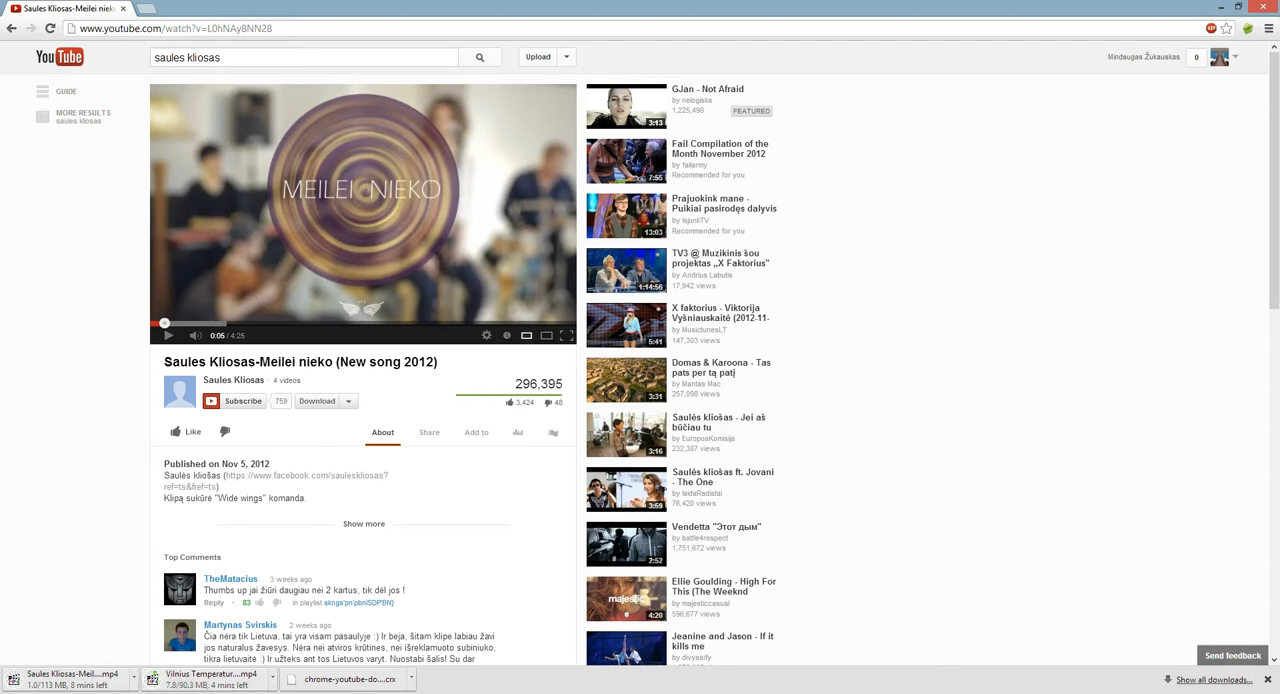 Saules Kliosas-Meilei niek
www.youtube.com/watch?v=L0hNAy8NN28
YouTube
saules kliosas
Upload
Mindaugas Žukauskas
0
GUIDE
MORE RESULTS
saules kliosas
MEILEI NIEKO
0:05 / 4:25
Saules Kliosas-Meilei nieko (New song 2012)
Saules Kliosas · 4 videos
Subscribe 759 Download
296,395
3,424 48
Like
About Share Add to
Published on Nov 5, 2012
Saulės kliošas (https://www.facebook.com/sauleskliosas?
ref=ts&fref=ts)
Klipą sukūrė "Wide wings" komanda.
Show more
Top Comments
TheMatacius 3 weeks ago
Thumbs up jai žiūri daugiau nei 2 kartus, tik dėl jos !
Reply · 83 in playlist skngs'pn'pbniSDP'BN}
Martynas Svirskis 2 weeks ago
Čia nėra tik Lietuva, tai yra visam pasaulyje :) Ir beja, šitam klipe labiau žavi
jos naturalus žavesys. Nėra nei atviros krūtinės, nei išreklamuoto subiniuko,
tikra lietuvaitė :) Ir užteks ant tos Lietuvos varyt. Nuostabi šalis! Su dar
GJan - Not Afraid
by nelogiska
1,225,498
FEATURED
3:13
Fail Compilation of the
Month November 2012
by failarmy
Recommended for you
7:55
Prajuokink mane -
Puikiai pasirodęs dalyvis
by IsjunkTV
Recommended for you
13:03
TV3 @ Muzikinis šou
projektas „X Faktorius"
by Andrius Labutis
17,942 views
1:14:56
X faktorius - Viktorija
Vyšniauskaitė (2012-11-
by MusictunesLT
147,303 views
5:41
Domas & Karoona - Tas
pats per tą patį
by Mantas Mac
257,098 views
3:31
Saulės kliošas - Jei aš
būčiau tu
by EuroposKomisija
232,387 views
3:16
Saulės kliošas ft. Jovani
- The One
by laidaRadistai
76,420 views
3:59
Vendetta "Этот дым"
by battle4respect
1,751,672 views
2:52
Ellie Goulding - High For
This (The Weeknd
by majesticcasual
596,677 views
majestic
4:20
Jeanine and Jason - If it
kills me
by divyasify
Send feedback
Saules Kliosas-Meil....mp4
1.0/113 MB, 8 mins left
Vilnius Temperatur....mp4
7.8/90.3 MB, 4 mins left
chrome-youtube-do....crx
Show all downloads...